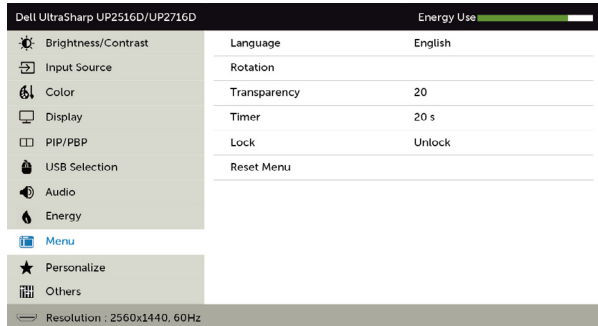 Dell UltraSharp UP2516D/UP2716D Energy Use
Brightness/Contrast Language English
Input Source Rotation
Color Transparency 20
Display Timer 20 s
PIP/PBP Lock Unlock
USB Selection Reset Menu
Audio
Energy
Menu
Personalize
Others
Resolution : 2560x1440, 60Hz